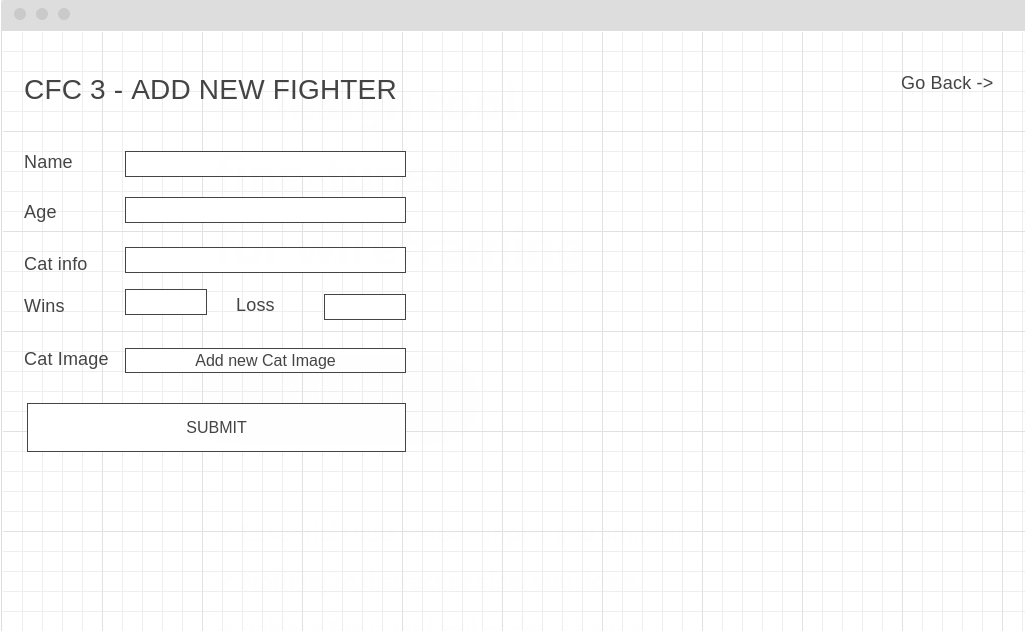 CFC 3 - ADD NEW FIGHTER
Go Back ->
Name
Age
Cat info
Wins
Loss
Cat Image
Add new Cat Image
SUBMIT